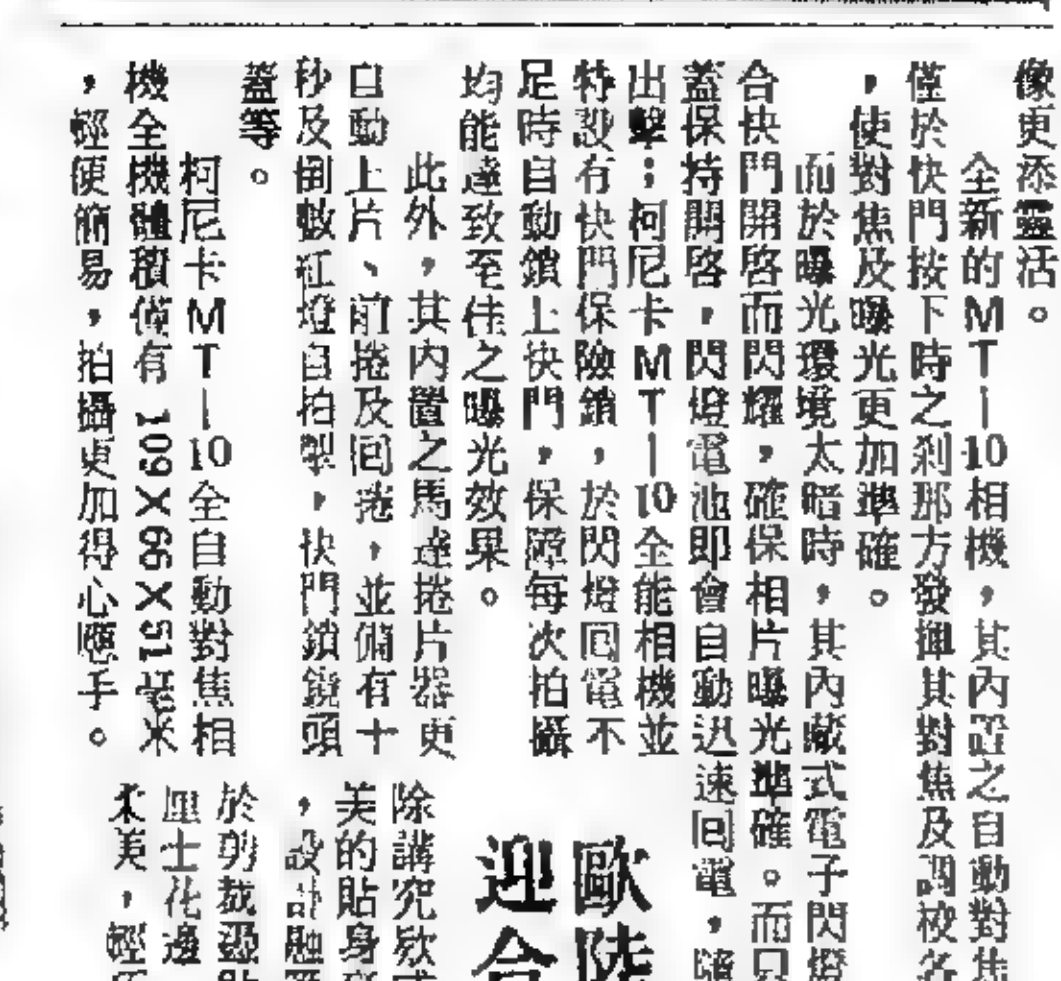 像更添靈活。
全新的MT—10相機，其內置之自動對焦
僅於快門按下時之剎那方發揮其對焦及調校各
，使對焦及曝光更加準確。
而於曝光環境太暗時，其內藏式電子閃燈
合快門開啓而閃耀，確保相片曝光準確。而只
蓋保持開啓，閃燈電池即會自動迅速回電，隨
出擊；柯尼卡MT—10全能相機並
特設有快門保險鎖，於閃燈回電不
足時自動鎖上快門，保障每次拍攝
均能達致至佳之曝光效果。
此外，其內置之馬達捲片器更
自動上片、前捲及回捲，並備有十
秒及倒數紅燈自拍掣，快門鎖鏡頭
蓋等。
柯尼卡MT—10全自動對焦相
機全機體積僅有109X66X51毫米
，輕便簡易，拍攝更加得心應手。
歐陸
迎合
除講究欵式
美的貼身
，設計融
於剪裁
厘士花邊
柔美，輕